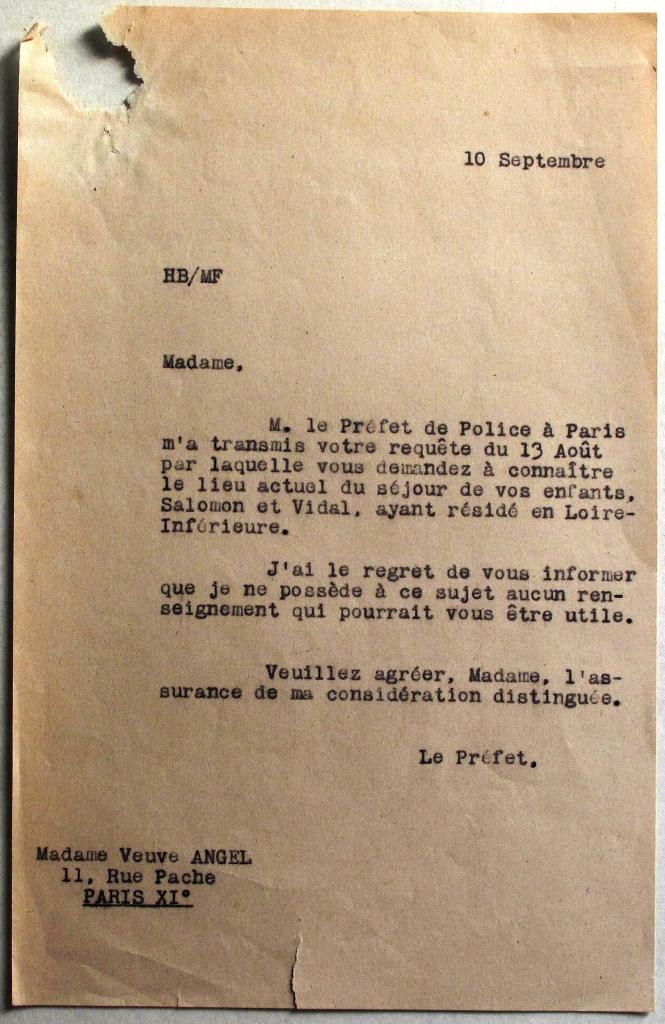 10 Septembre
HB/MF
Madame,
M. le Préfet de Police à Paris
m'a transmis votre requête du 13 Août
par laquelle vous demandez à connaître
le lieu actuel du séjour de vos enfants,
Salomon et Vidal, ayant résidé en Loire-
Inférieure.
J'ai le regret de vous informer
que je ne possède à ce sujet aucun ren-
seignement qui pourrait vous être utile.
Veuillez agréer, Madame, l'as-
surance de ma considération distinguée.
Le Préfet.
Madame Veuve ANGEL
11, Rue Pache
PARIS XI°